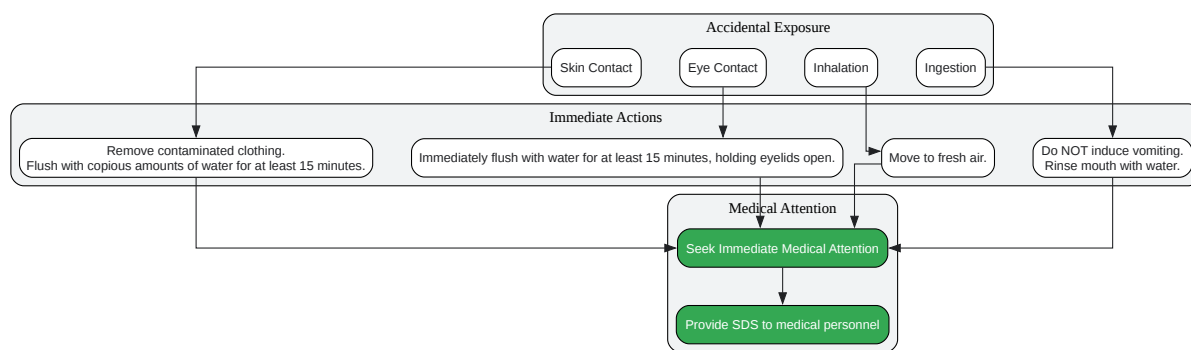 Accidental Exposure
Skin Contact
Eye Contact
Inhalation
Ingestion
Immediate Actions
Remove contaminated clothing.
Flush with copious amounts of water for at least 15 minutes.
Immediately flush with water for at least 15 minutes, holding eyelids open.
Move to fresh air.
Do NOT induce vomiting.
Rinse mouth with water.
Medical Attention
Seek Immediate Medical Attention
Provide SDS to medical personnel